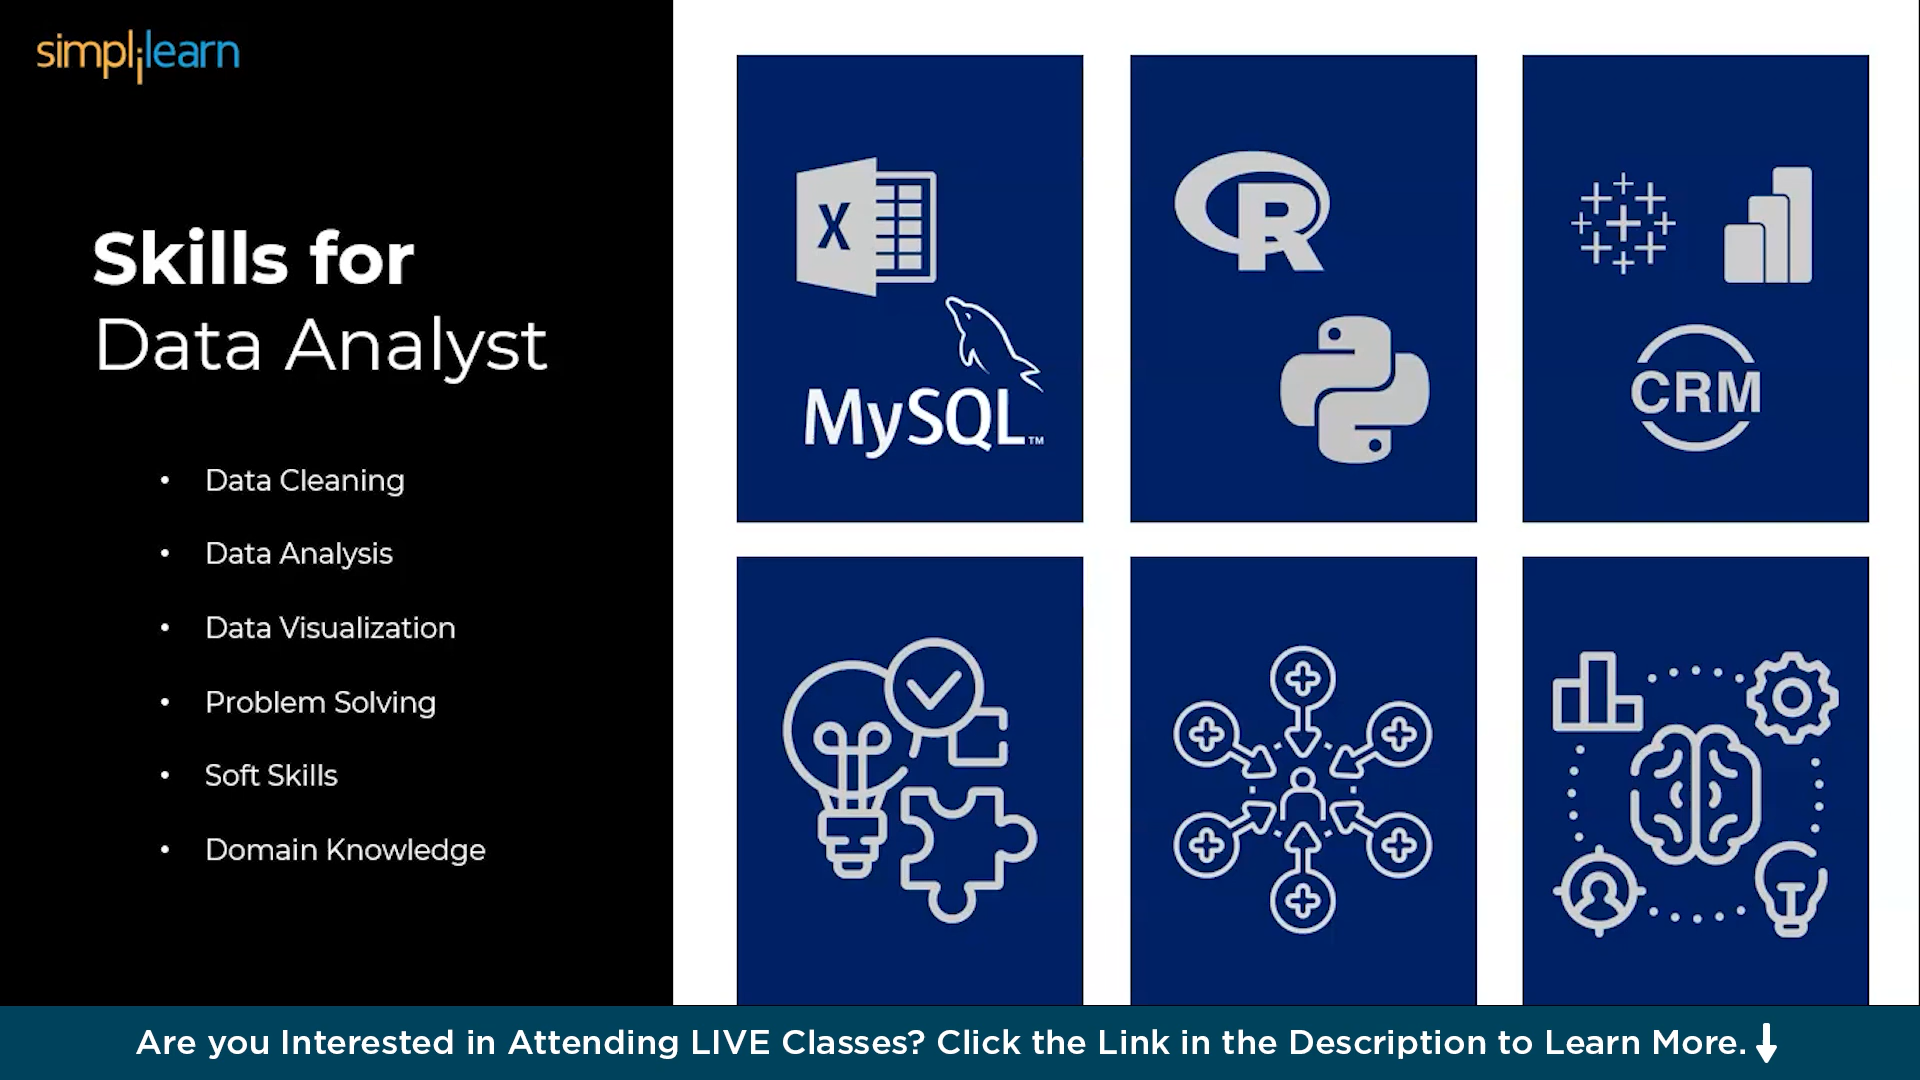 simplilearn
Skills for
Data Analyst
• Data Cleaning
• Data Analysis
• Data Visualization
• Problem Solving
• Soft Skills
• Domain Knowledge
X
MySQL™
R
CRM
Are you Interested in Attending LIVE Classes? Click the Link in the Description to Learn More.